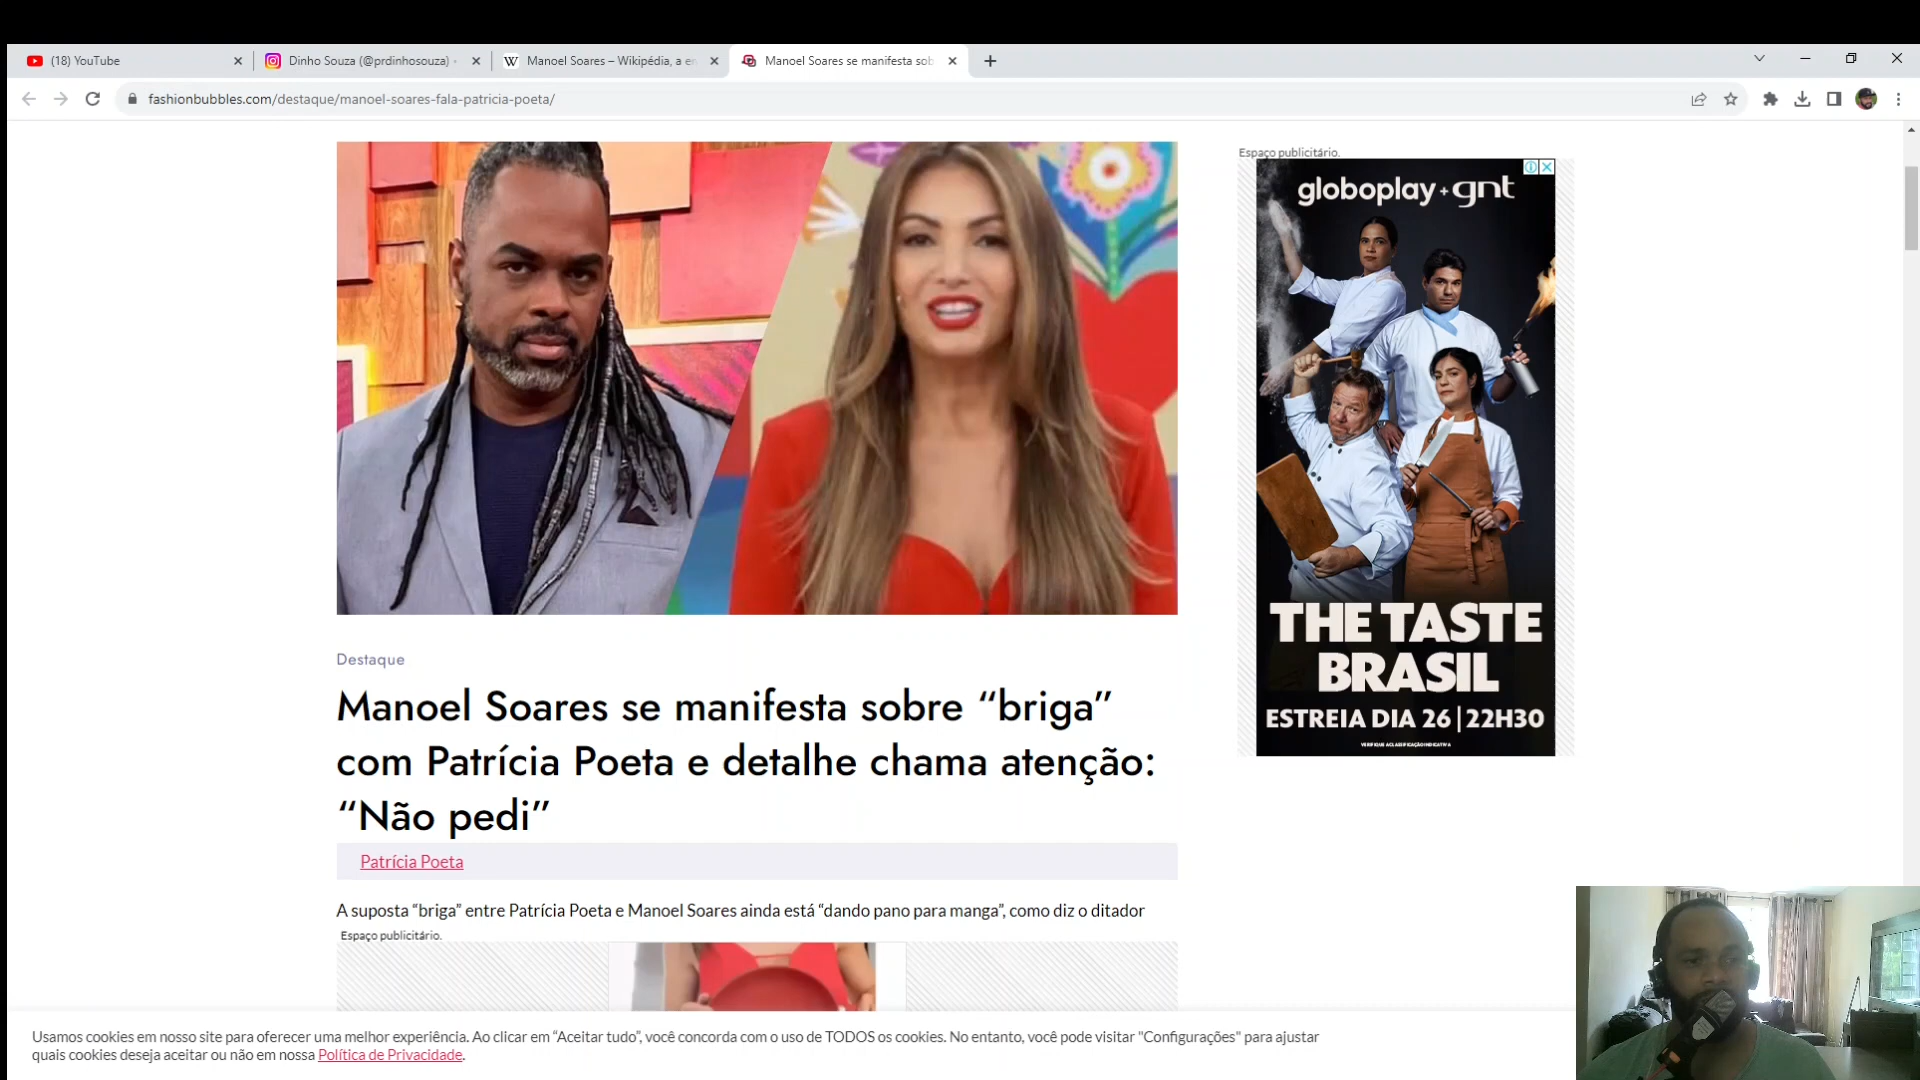 (18) YouTube
Dinho Souza (@prdinhosouza) •
Manoel Soares – Wikipédia, a en
Manoel Soares se manifesta sob
fashionbubbles.com/destaque/manoel-soares-fala-patricia-poeta/
Espaço publicitário.
globoplay + gnt
THE TASTE
BRASIL
ESTREIA DIA 26 | 22H30
VERIFIQUE A CLASSIFICAÇÃO INDICATIVA
Destaque
Manoel Soares se manifesta sobre “briga”
com Patrícia Poeta e detalhe chama atenção:
“Não pedi”
Patrícia Poeta
A suposta “briga” entre Patrícia Poeta e Manoel Soares ainda está “dando pano para manga”, como diz o ditador
Espaço publicitário.
Usamos cookies em nosso site para oferecer uma melhor experiência. Ao clicar em “Aceitar tudo”, você concorda com o uso de TODOS os cookies. No entanto, você pode visitar "Configurações" para ajustar
quais cookies deseja aceitar ou não em nossa Política de Privacidade.